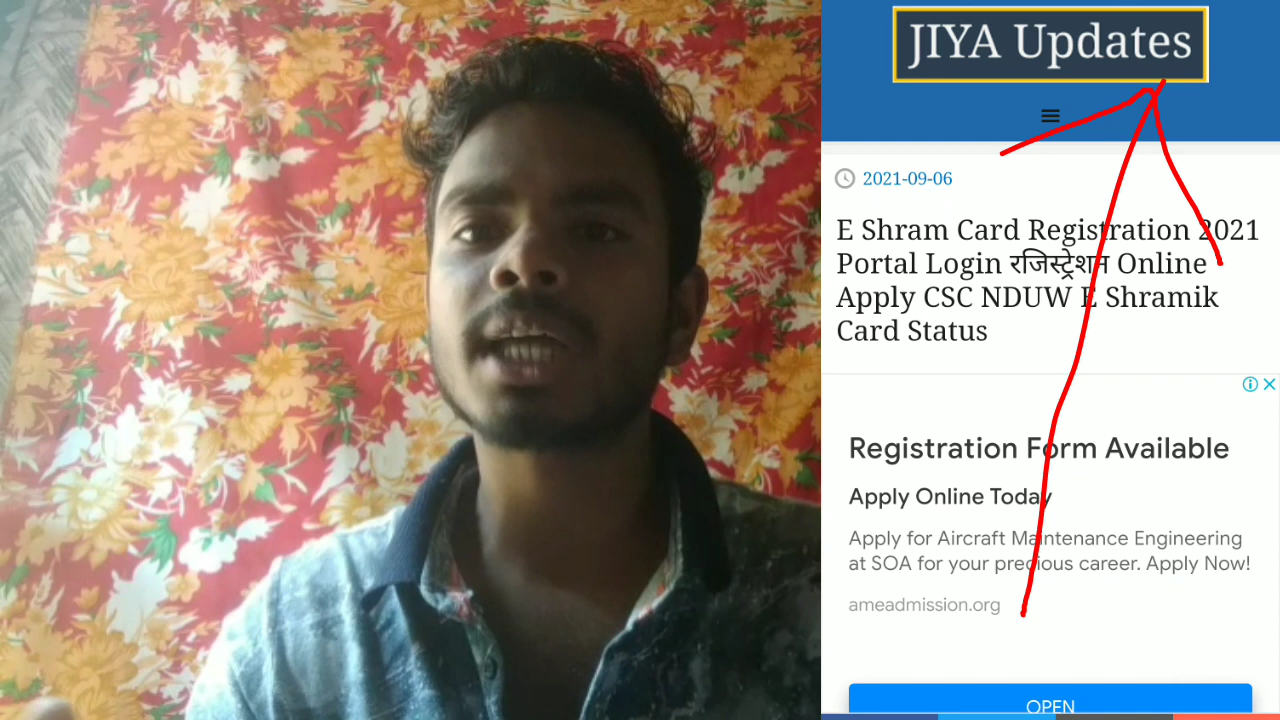 JIYA Updates
2021-09-06
E Shram Card Registration 2021
Portal Login रजिस्ट्रेशन Online
Apply CSC NDUW E Shramik
Card Status
Registration Form Available
Apply Online Today
Apply for Aircraft Maintenance Engineering
at SOA for your precious career. Apply Now!
ameadmission.org
OPEN